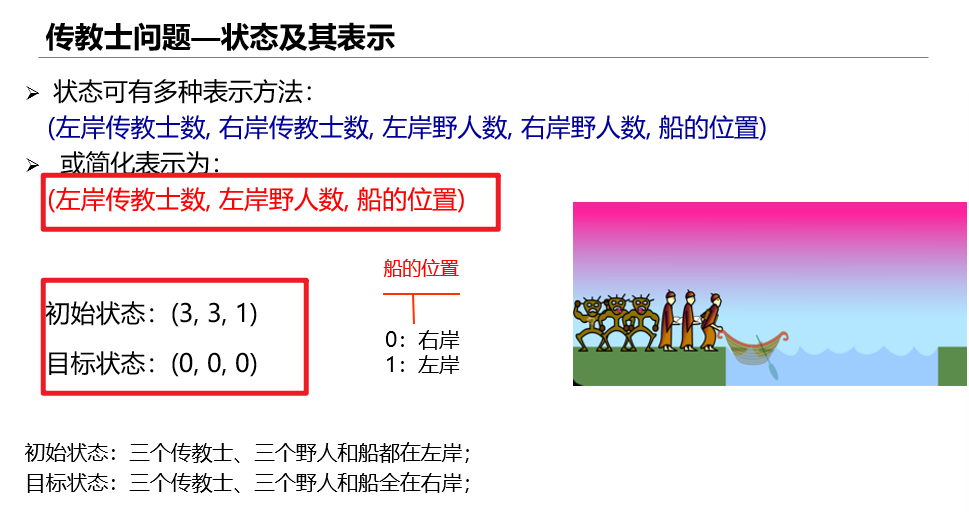 传教士问题—状态及其表示
状态可有多种表示方法：
(左岸传教士数, 右岸传教士数, 左岸野人数, 右岸野人数, 船的位置)
或简化表示为：
(左岸传教士数, 左岸野人数, 船的位置)
船的位置
0：右岸
1：左岸
初始状态：(3, 3, 1)
目标状态：(0, 0, 0)
初始状态：三个传教士、三个野人和船都在左岸；
目标状态：三个传教士、三个野人和船全在右岸；